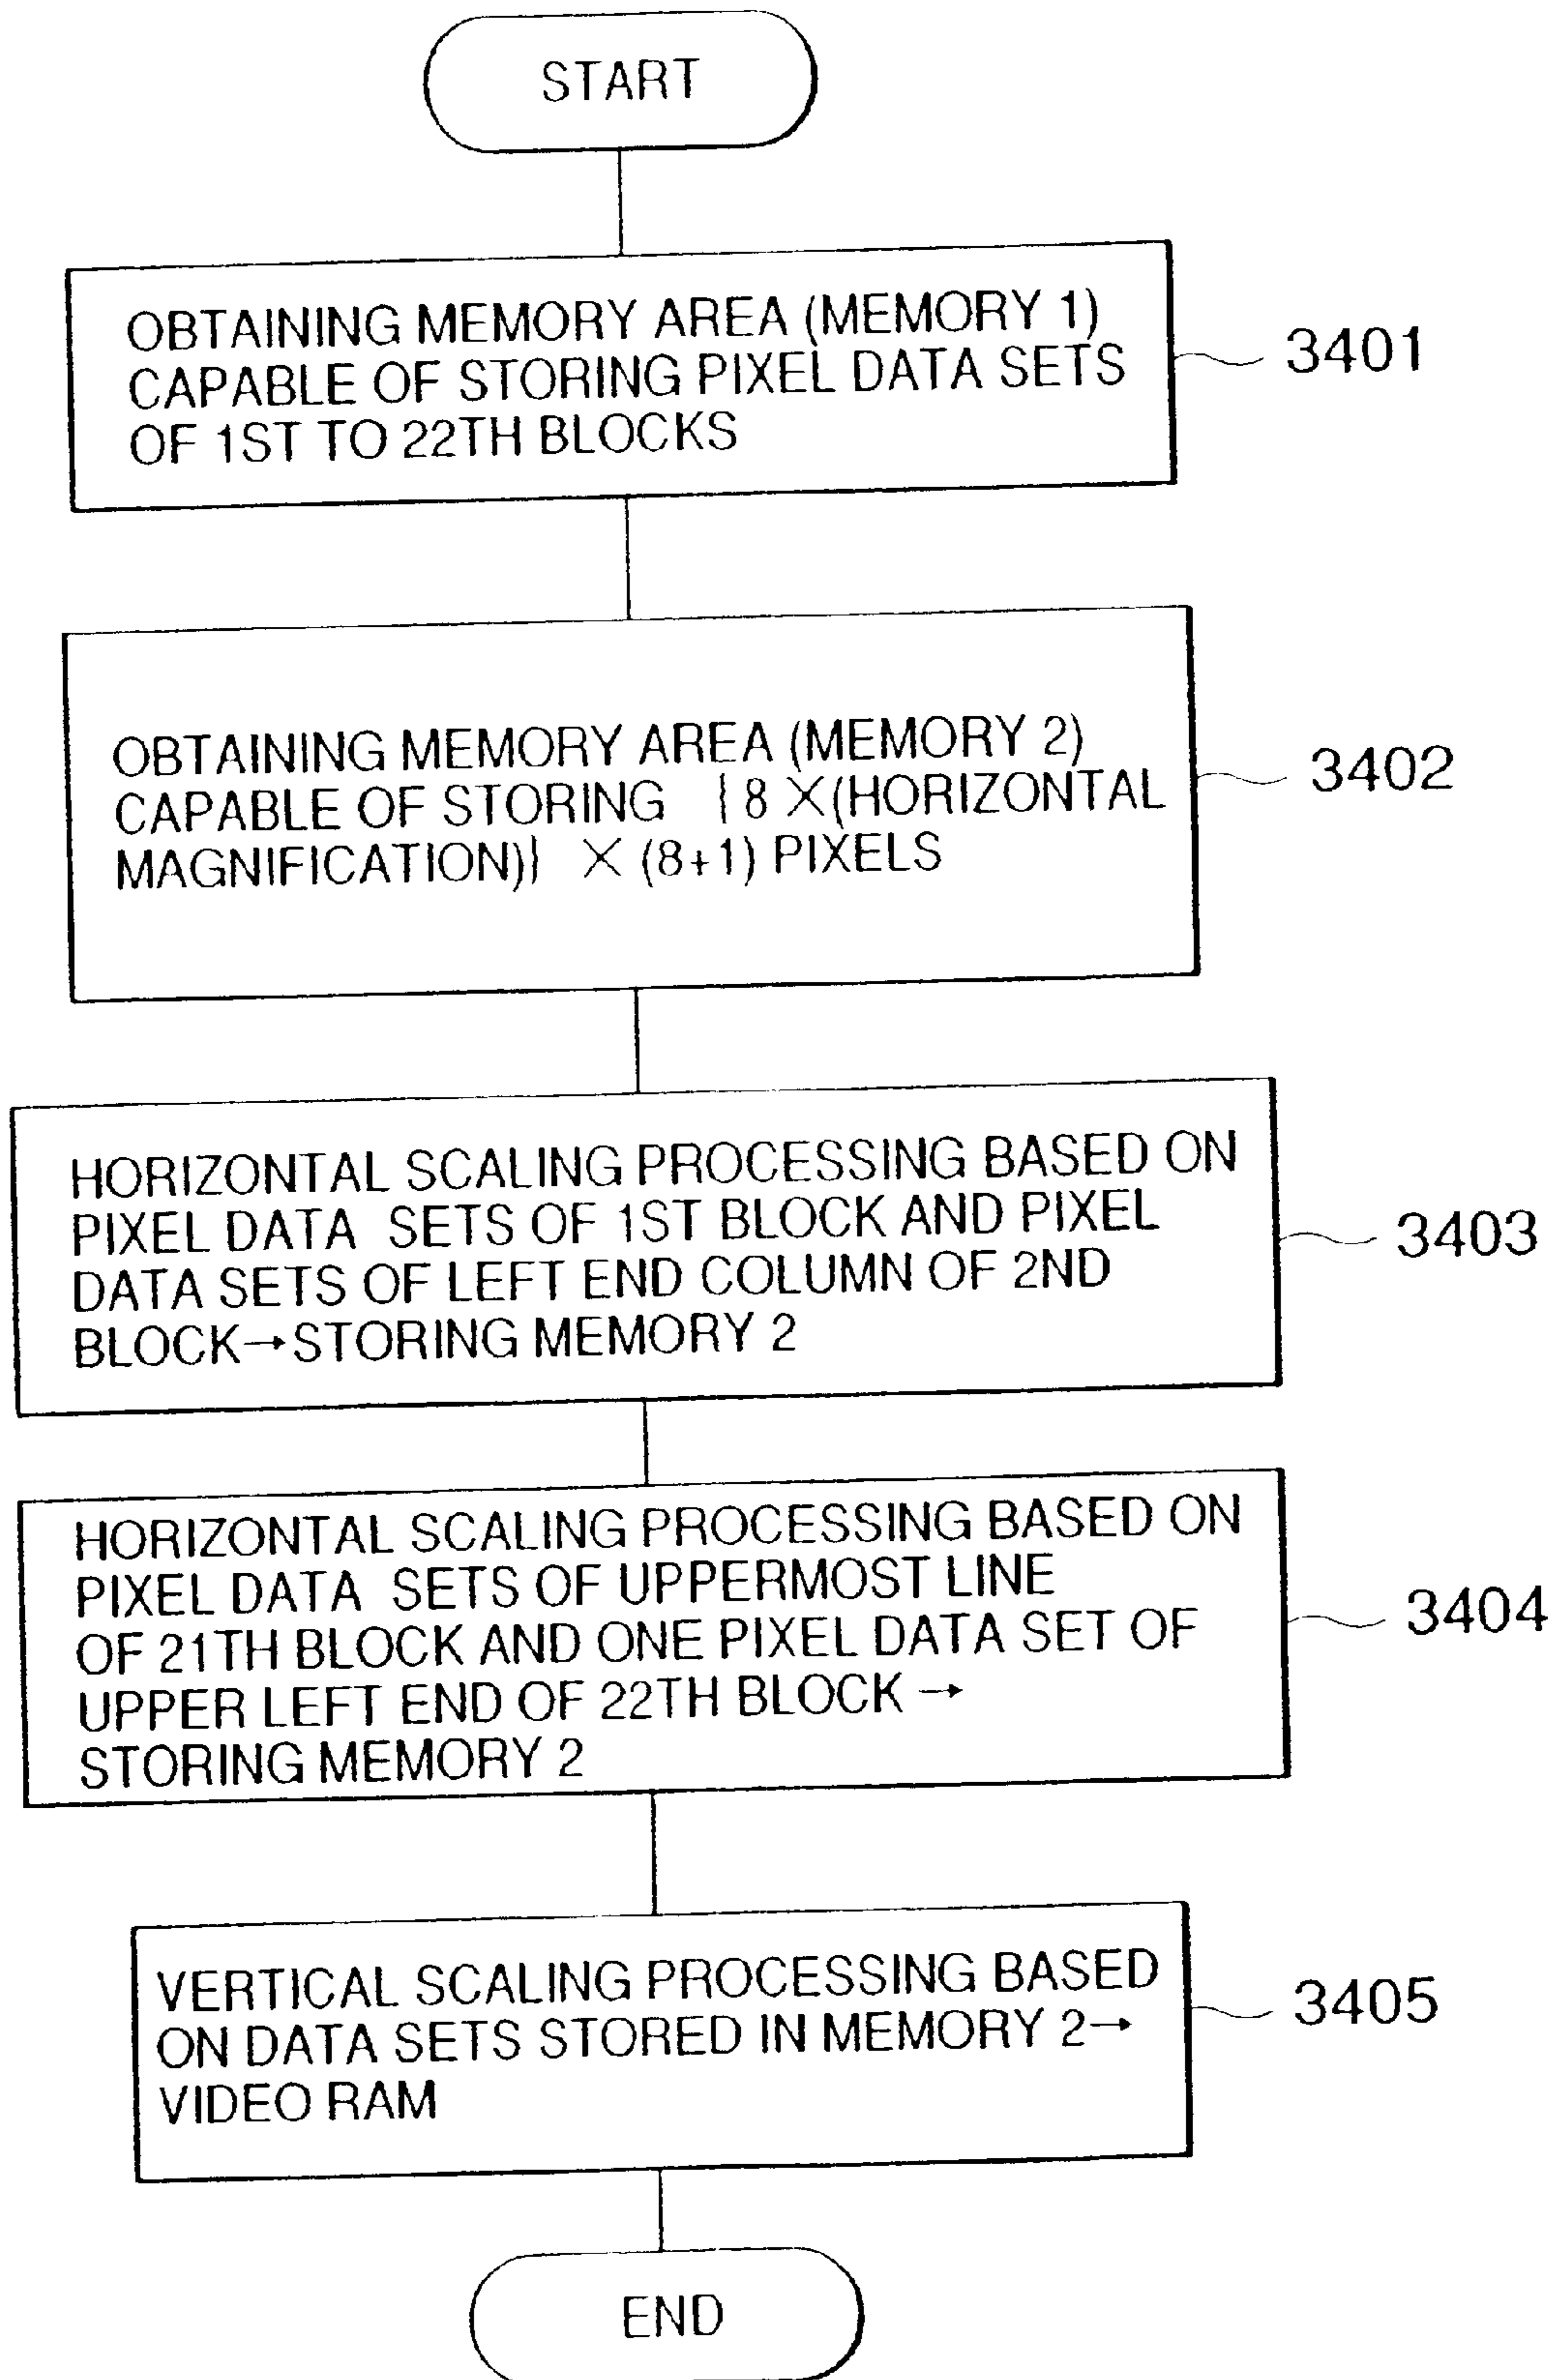 START
OBTAINING MEMORY AREA (MEMORY 1)
CAPABLE OF STORING PIXEL DATA SETS
OF 1ST TO 22TH BLOCKS
3401
OBTAINING MEMORY AREA (MEMORY 2)
CAPABLE OF STORING {8 ×(HORIZONTAL
MAGNIFICATION)} × (8+1) PIXELS
3402
HORIZONTAL SCALING PROCESSING BASED ON
PIXEL DATA SETS OF 1ST BLOCK AND PIXEL
DATA SETS OF LEFT END COLUMN OF 2ND
BLOCK→STORING MEMORY 2
3403
HORIZONTAL SCALING PROCESSING BASED ON
PIXEL DATA SETS OF UPPERMOST LINE
OF 21TH BLOCK AND ONE PIXEL DATA SET OF
UPPER LEFT END OF 22TH BLOCK →
STORING MEMORY 2
3404
VERTICAL SCALING PROCESSING BASED
ON DATA SETS STORED IN MEMORY 2→
VIDEO RAM
3405
END